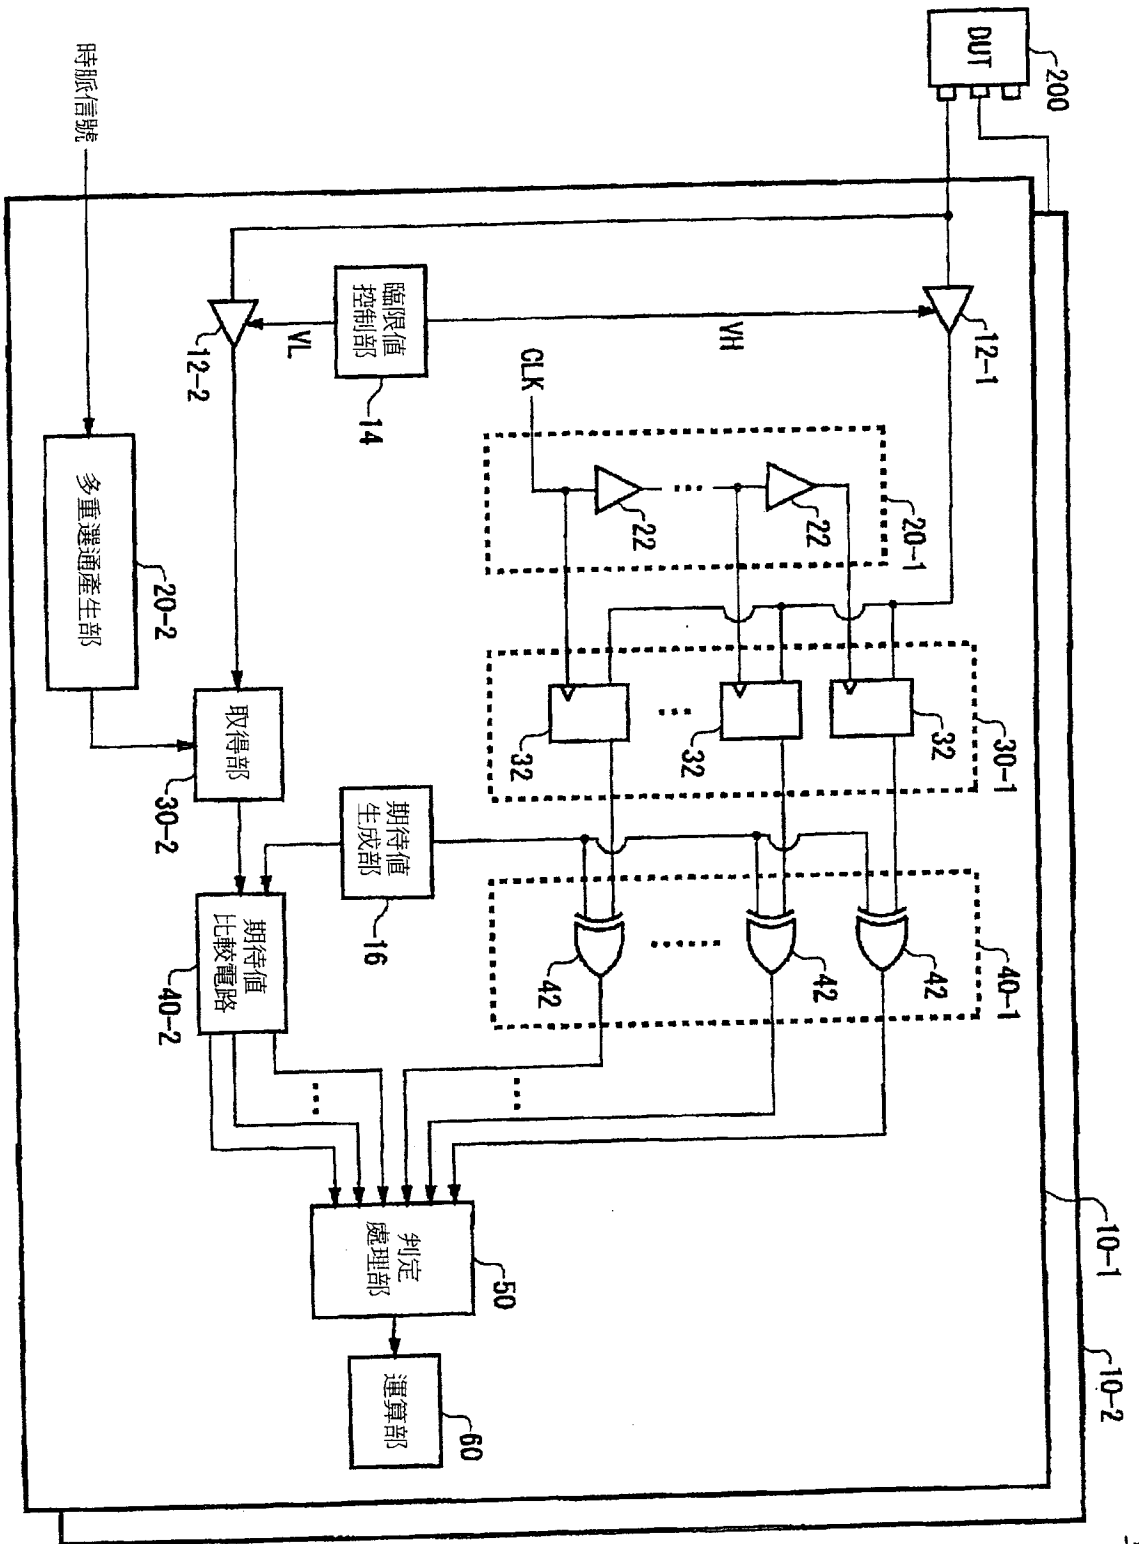 DUT
200
時脈信號
12-1
VH
臨限值
控制部
14
VL
12-2
CLK
22
22
20-1
多重選通產生部
20-2
32
32
32
30-1
取得部
30-2
期待值
生成部
16
42
42
42
40-1
期待值
比較電路
40-2
判定
處理部
50
運算部
60
10-1
10-2